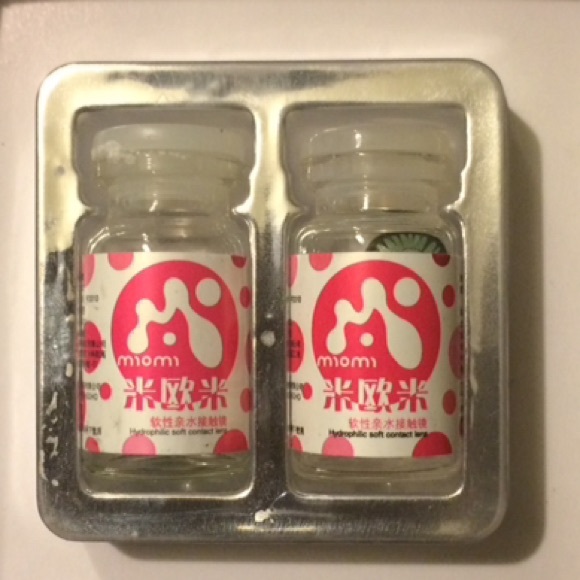 miomi
米欧米
软性亲水接触镜
Hydrophilic soft contact lens
miomi
米欧米
软性亲水接触镜
Hydrophilic soft contact lens